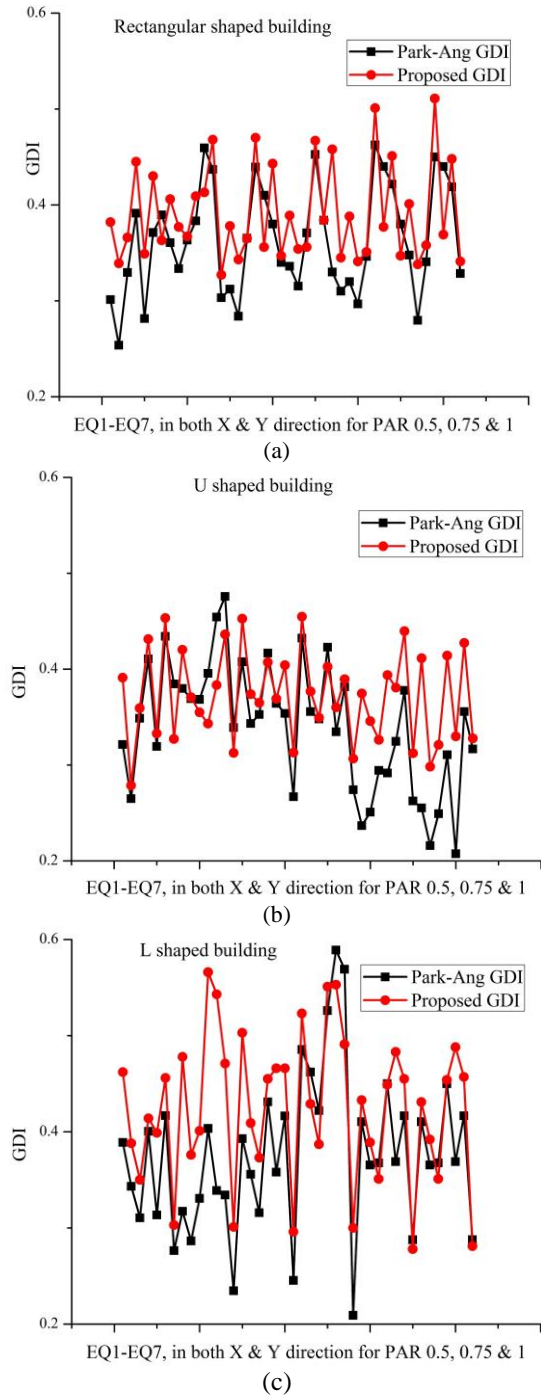 0.6
Rectangular shaped building
Park-Ang GDI
Proposed GDI
GDI
0.4
0.2
EQ1-EQ7, in both X & Y direction for PAR 0.5, 0.75 & 1
(a)
0.6
U shaped building
Park-Ang GDI
Proposed GDI
GDI
0.4
0.2
EQ1-EQ7, in both X & Y direction for PAR 0.5, 0.75 & 1
(b)
0.6
L shaped building
Park-Ang GDI
Proposed GDI
GDI
0.4
0.2
EQ1-EQ7, in both X & Y direction for PAR 0.5, 0.75 & 1
(c)